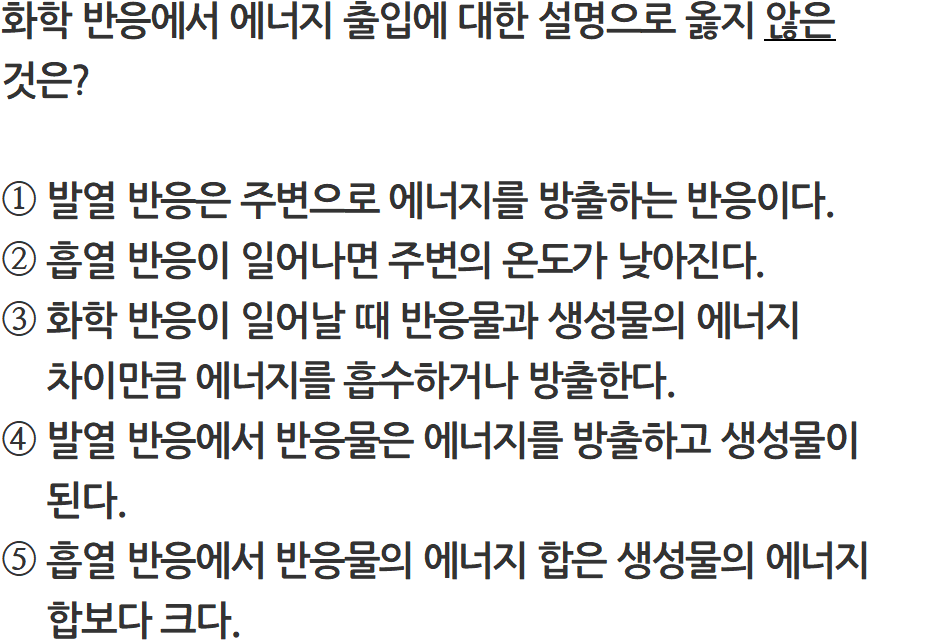 화학 반응에서 에너지 출입에 대한 설명으로 옳지 않은
것은?
① 발열 반응은 주변으로 에너지를 방출하는 반응이다.
② 흡열 반응이 일어나면 주변의 온도가 낮아진다.
③ 화학 반응이 일어날 때 반응물과 생성물의 에너지
차이만큼 에너지를 흡수하거나 방출한다.
④ 발열 반응에서 반응물은 에너지를 방출하고 생성물이
된다.
⑤ 흡열 반응에서 반응물의 에너지 합은 생성물의 에너지
합보다 크다.